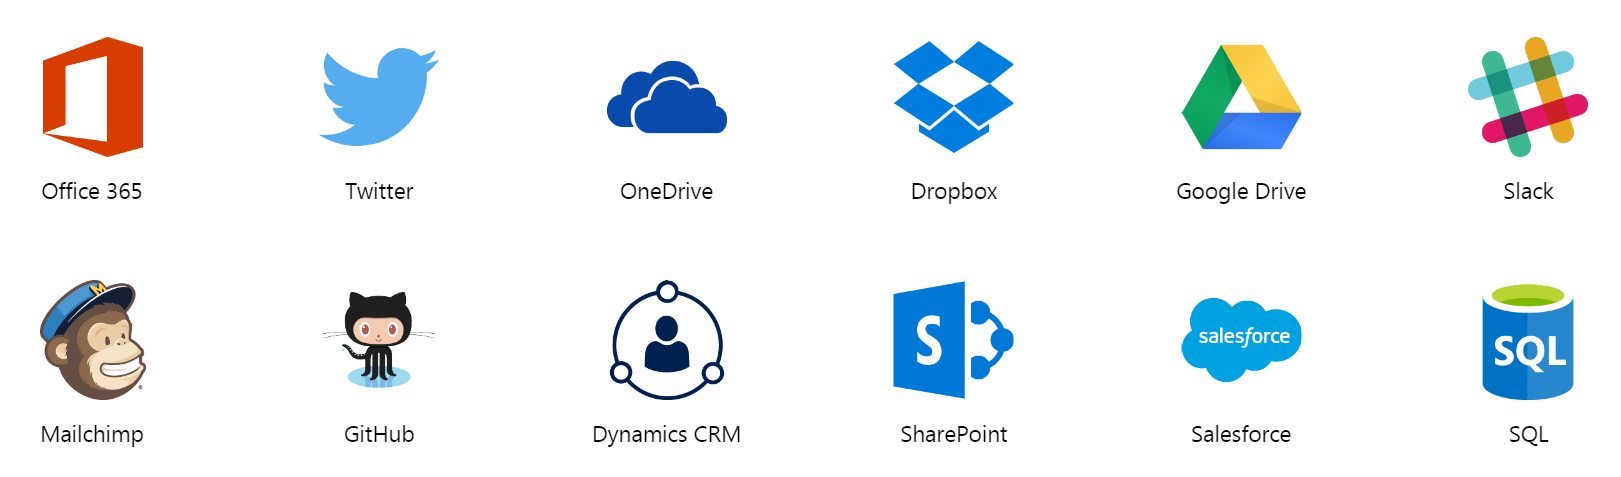 Office 365
Twitter
OneDrive
Dropbox
Google Drive
Slack
M
S
salesforce
SQL
Mailchimp
GitHub
Dynamics CRM
SharePoint
Salesforce
SQL